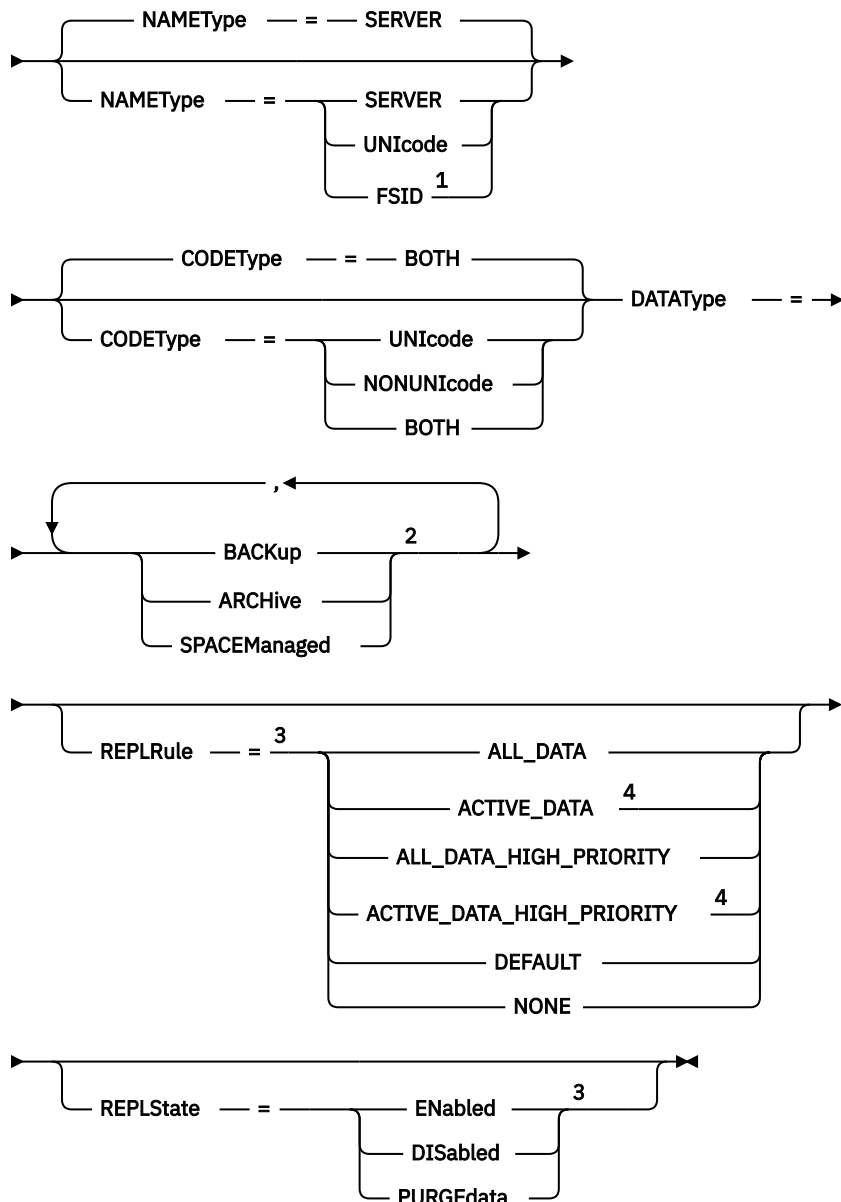 NAMEType = SERVER
NAMEType = SERVER
UNIcode
FSID 1
CODEType = BOTH
DATAType =
CODEType = UNIcode
NONUNIcode
BOTH
,
BACKup 2
ARCHive
SPACEManaged
REPLRule = 3 ALL_DATA
ACTIVE_DATA 4
ALL_DATA_HIGH_PRIORITY
ACTIVE_DATA_HIGH_PRIORITY 4
DEFAULT
NONE
REPLState = ENabled 3
DISabled
PURGEdata